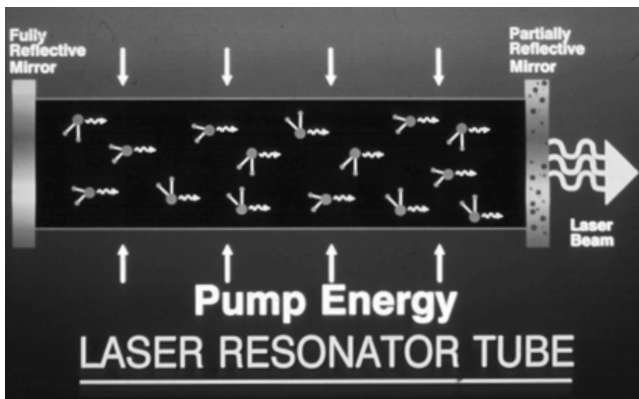 Fully
Reflective
Mirror
Partially
Reflective
Mirror
Laser
Beam
Pump Energy
LASER RESONATOR TUBE